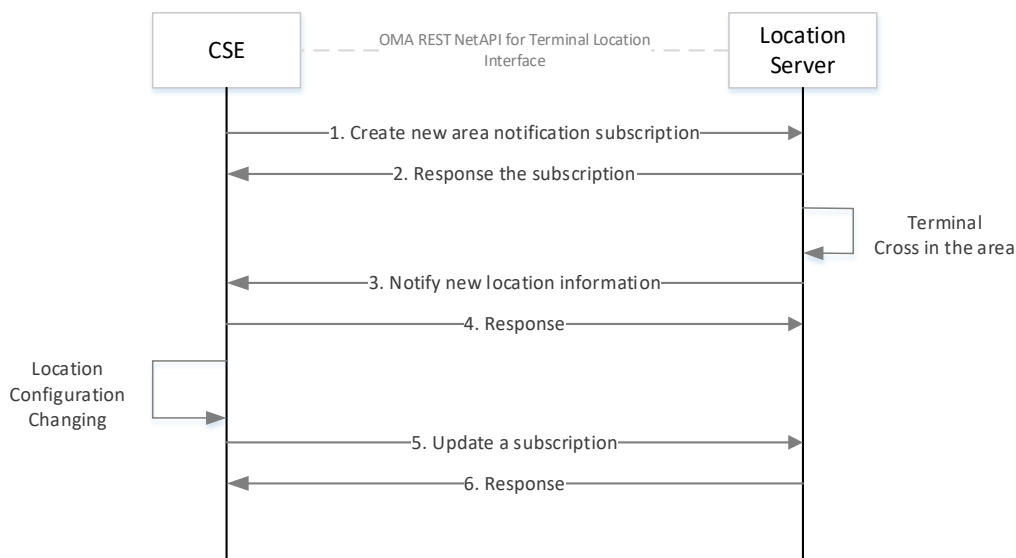 CSE
OMA REST NetAPI for Terminal Location
Interface
Location
Server
1. Create new area notification subscription
2. Response the subscription
Terminal
Cross in the area
3. Notify new location information
4. Response
Location
Configuration
Changing
5. Update a subscription
6. Response